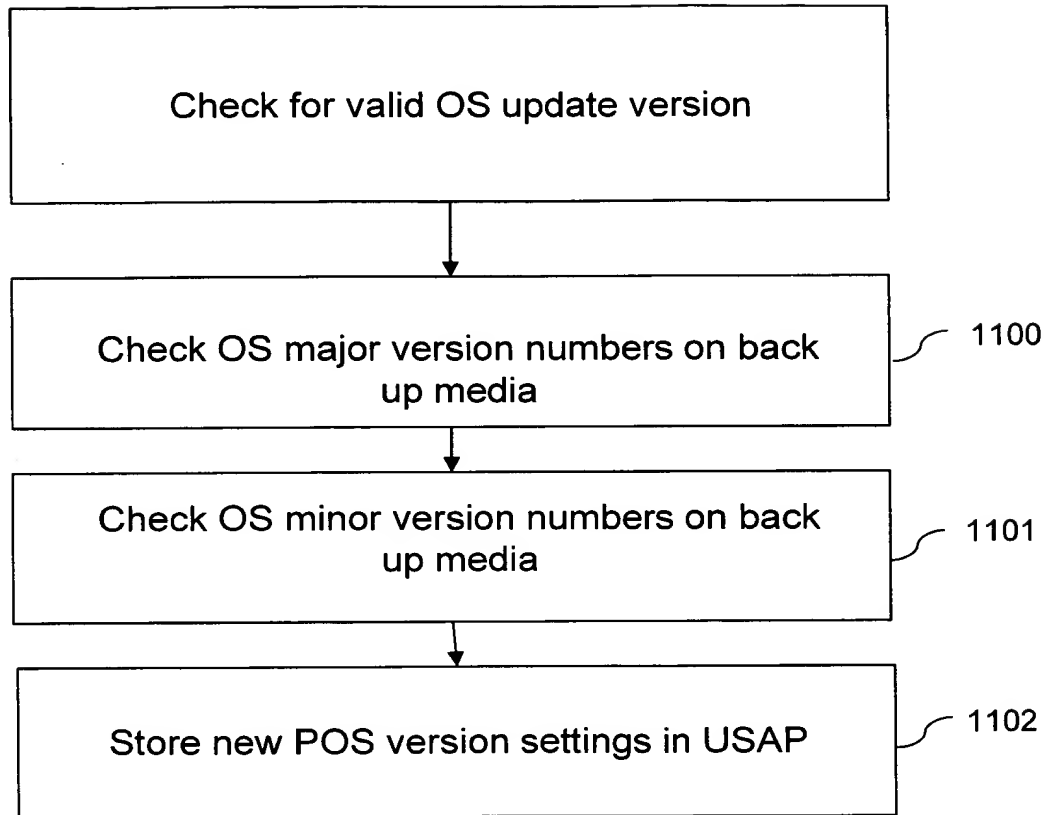 Check for valid OS update version
Check OS major version numbers on back
up media
1100
Check OS minor version numbers on back
up media
1101
Store new POS version settings in USAP
1102